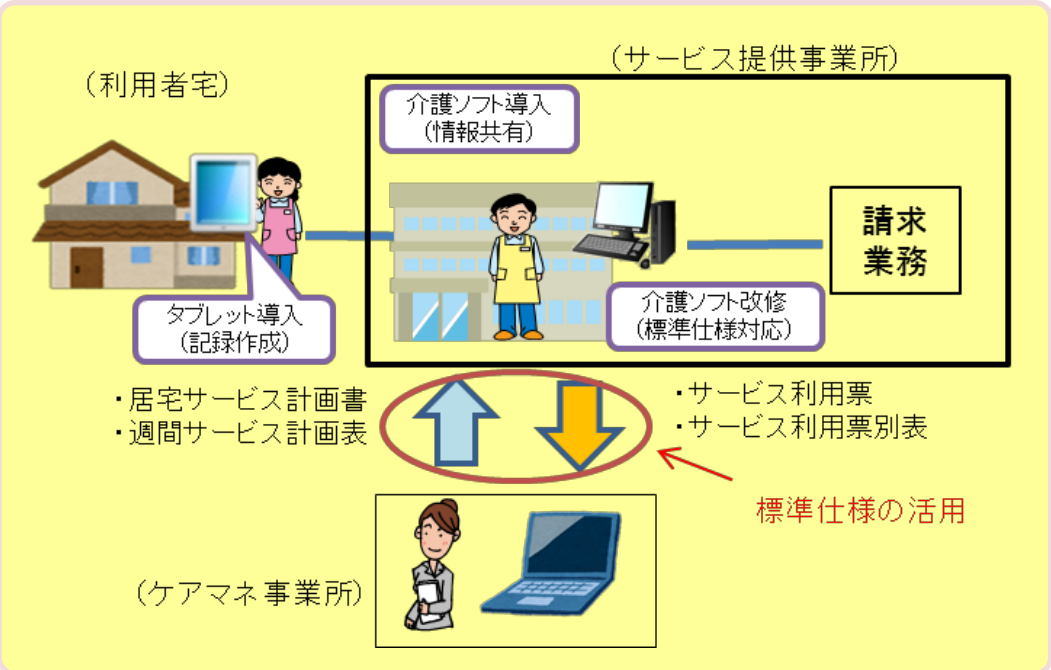 (サービス提供事業所)
(利用者宅)
介護ソフト導入
(情報共有)
請求
業務
タブレット導入
(記録作成)
介護ソフト改修
(標準仕様対応)
・居宅サービス計画書
・週間サービス計画表
・サービス利用票
・サービス利用票別表
標準仕様の活用
(ケアマネ事業所)